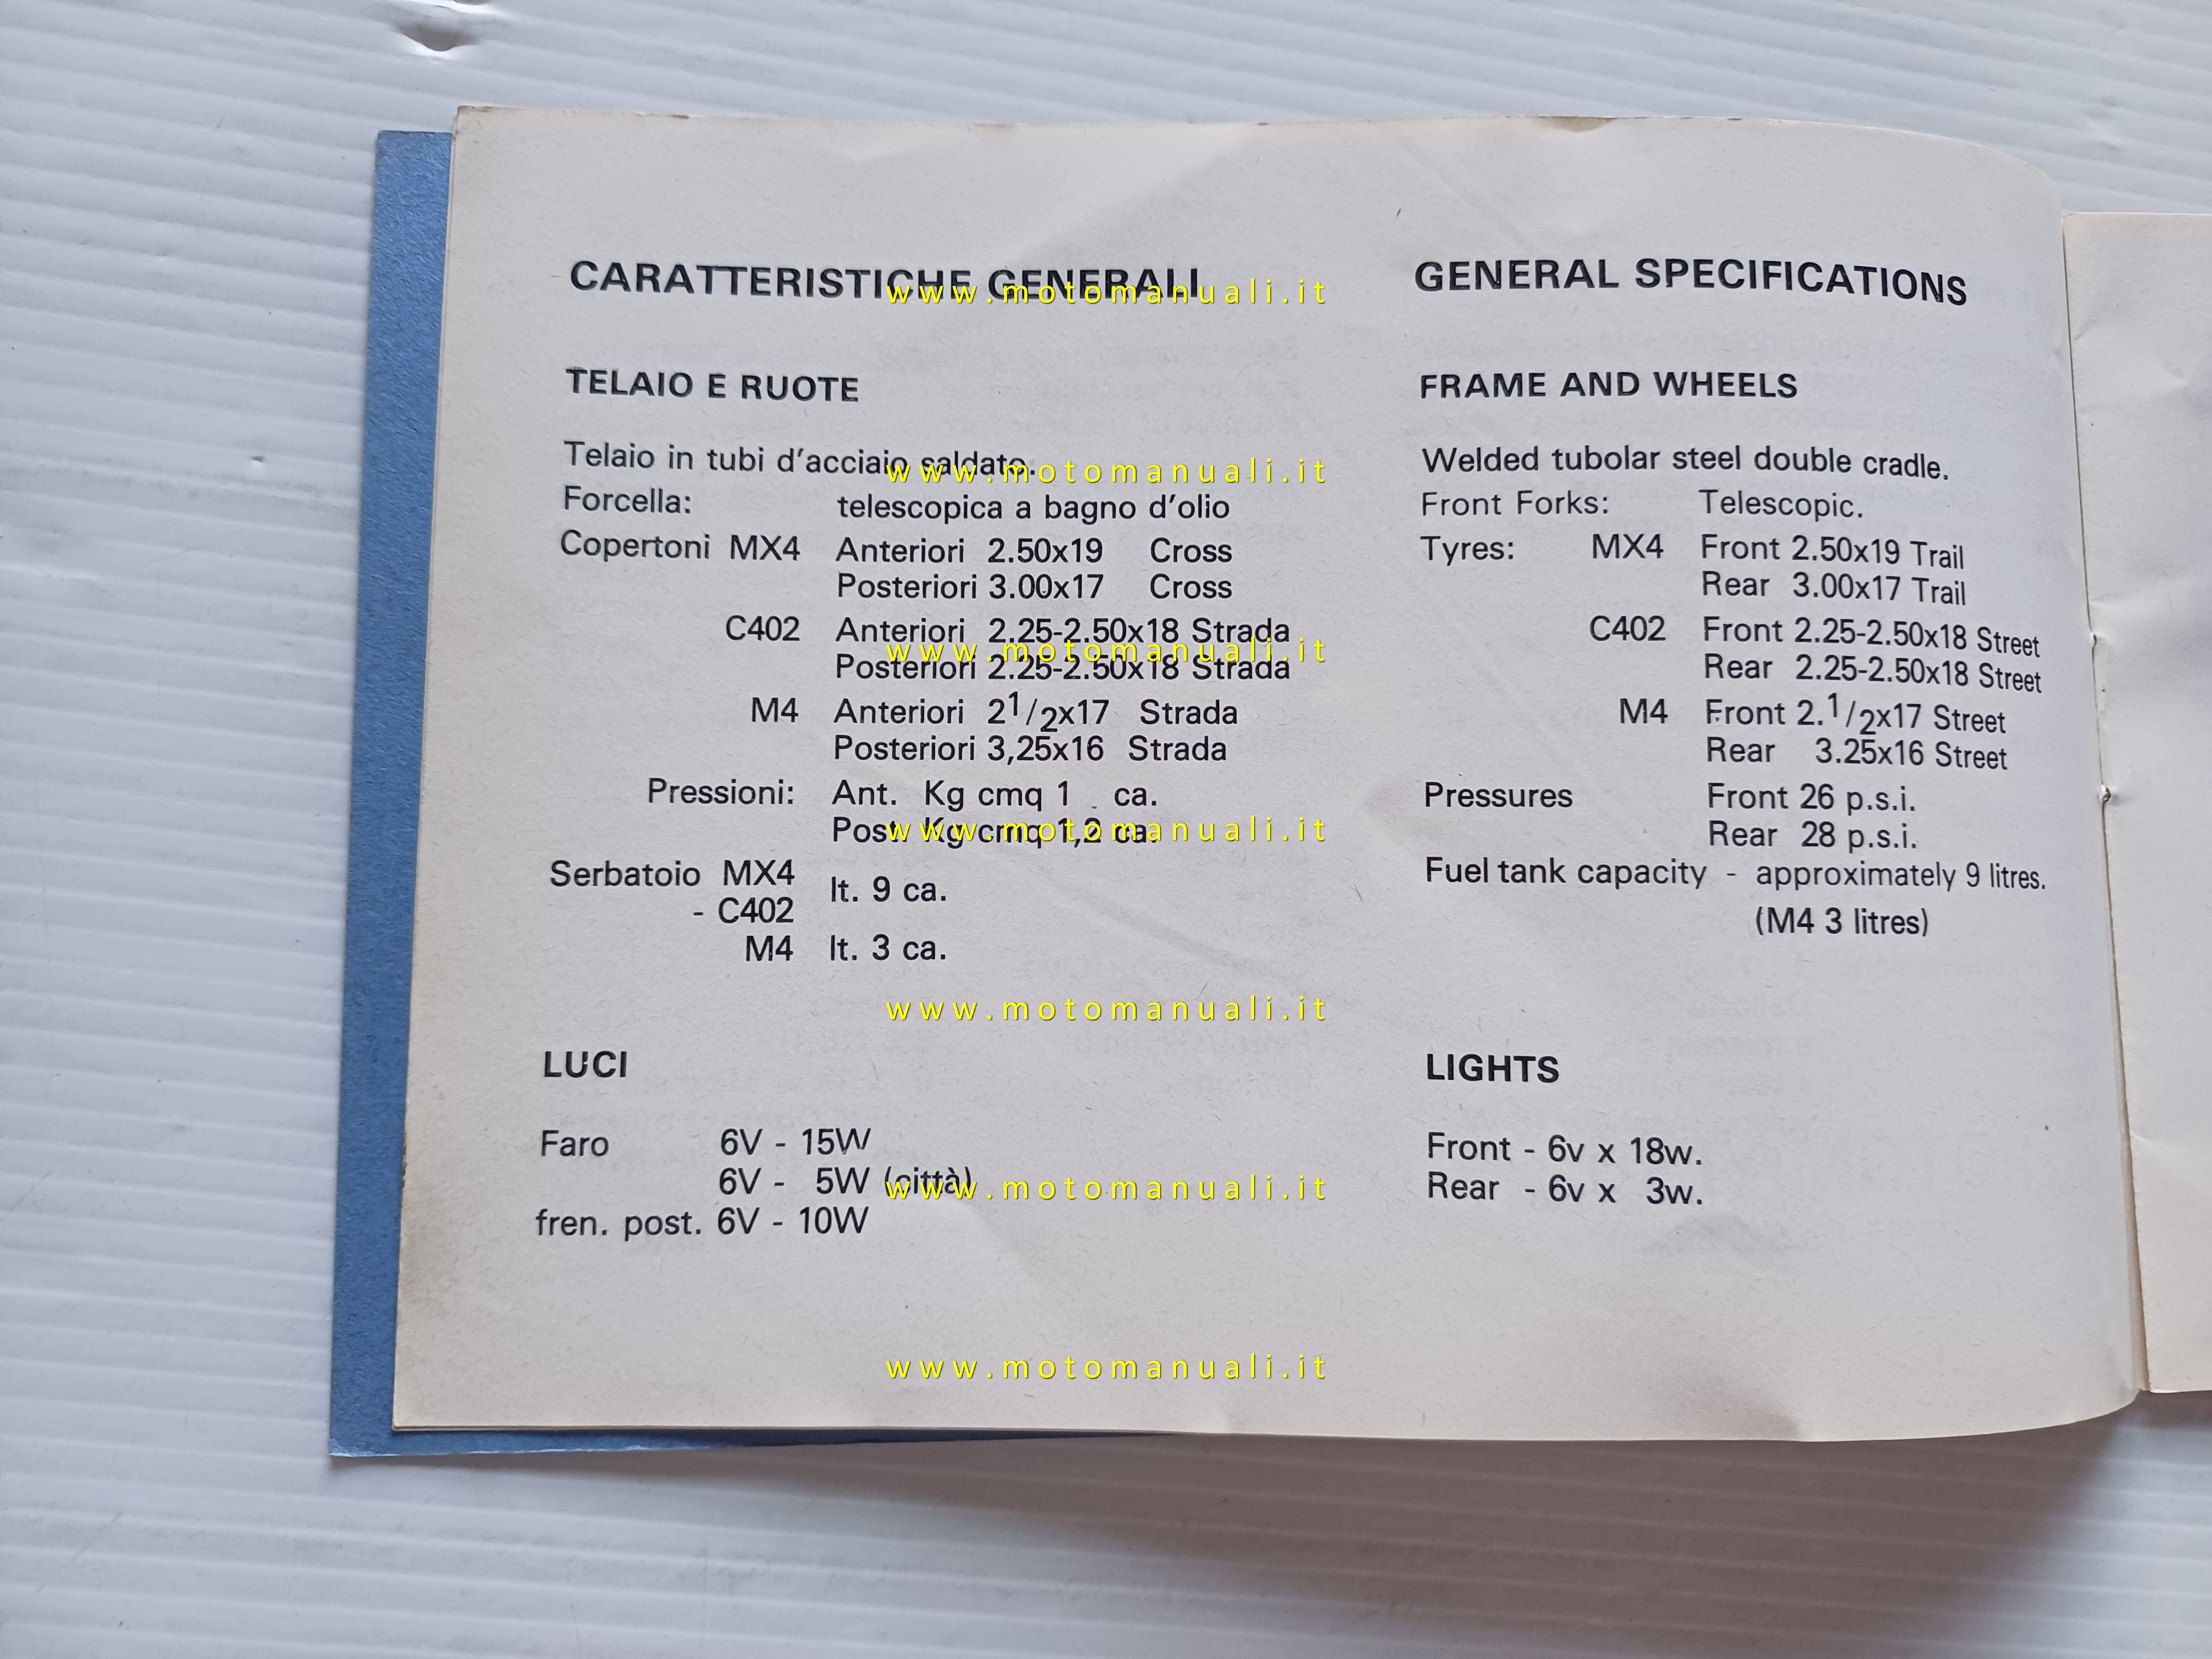 CARATTERISTICHE GENERALI
TELAIO E RUOTE
Telaio in tubi d'acciaio saldato.
Forcella: telescopica a bagno d'olio
Copertoni MX4 Anteriori 2.50x19 Cross
Posteriori 3.00x17 Cross
C402 Anteriori 2.25-2.50x18 Strada
Posteriori 2.25-2.50x18 Strada
M4 Anteriori 2 1/2x17 Strada
Posteriori 3,25x16 Strada
Pressioni: Ant. Kg cmq 1 ca.
Post. Kg cmq 1,2 ca.
Serbatoio MX4
- C402 lt. 9 ca.
M4 lt. 3 ca.
LUCI
Faro 6V - 15W
6V - 5W (città)
fren. post. 6V - 10W
GENERAL SPECIFICATIONS
FRAME AND WHEELS
Welded tubolar steel double cradle.
Front Forks: Telescopic.
Tyres: MX4 Front 2.50x19 Trail
Rear 3.00x17 Trail
C402 Front 2.25-2.50x18 Street
Rear 2.25-2.50x18 Street
M4 Front 2.1/2x17 Street
Rear 3.25x16 Street
Pressures Front 26 p.s.i.
Rear 28 p.s.i.
Fuel tank capacity - approximately 9 litres.
(M4 3 litres)
LIGHTS
Front - 6v x 18w.
Rear - 6v x 3w.
www.motomanuali.it
www.motomanuali.it
www.motomanuali.it
www.motomanuali.it
www.motomanuali.it
www.motomanuali.it
www.motomanuali.it